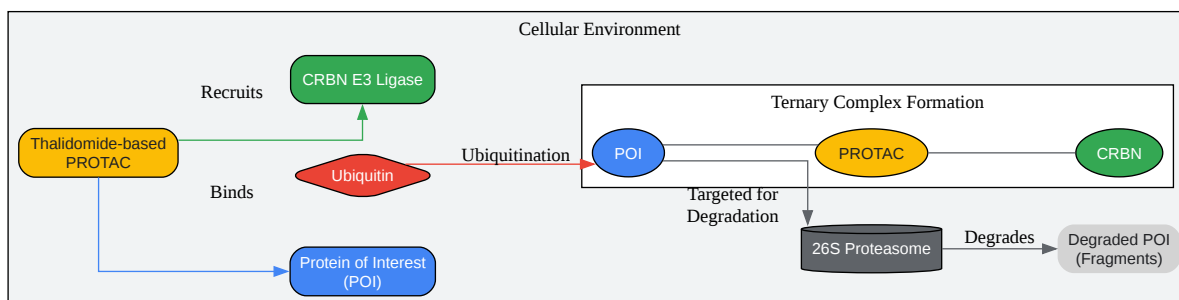 Cellular Environment
CRBN E3 Ligase
Recruits
Ternary Complex Formation
Thalidomide-based
PROTAC
Ubiquitination
POI
PROTAC
CRBN
Ubiquitin
Binds
Targeted for
Degradation
26S Proteasome
Degrades
Degraded POI
(Fragments)
Protein of Interest
(POI)